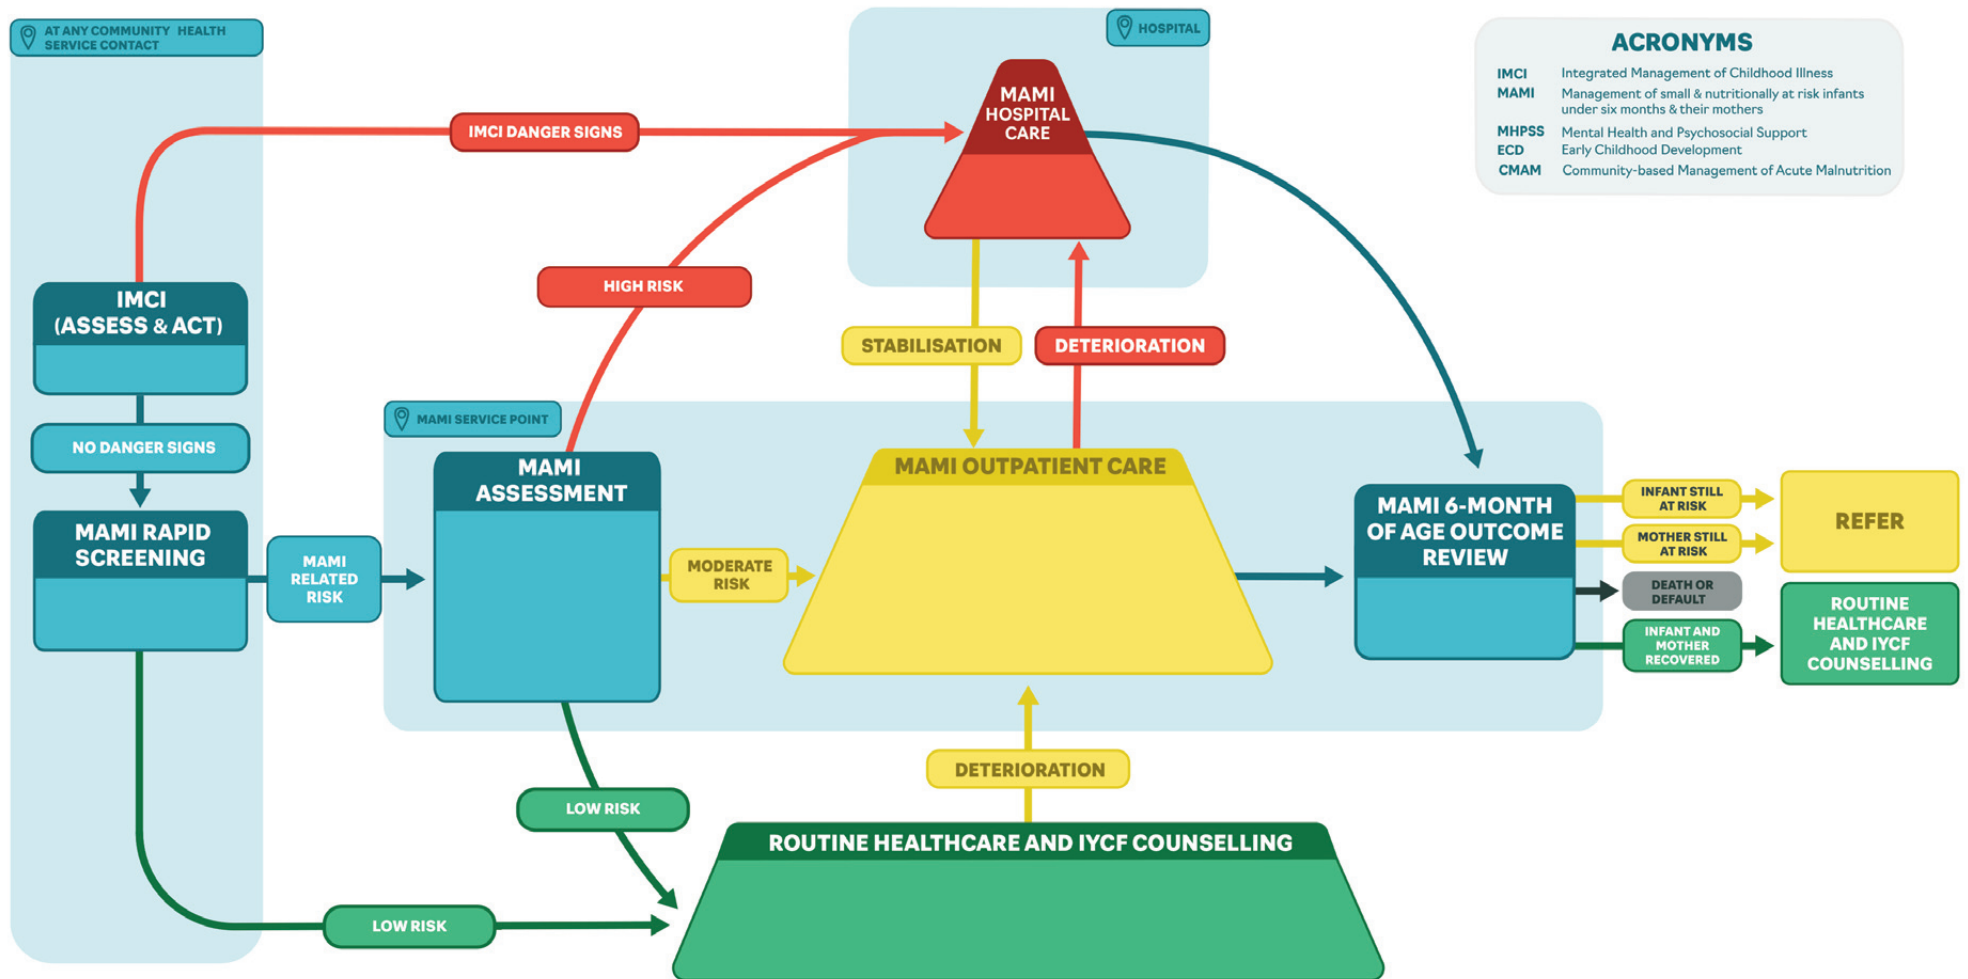 AT ANY COMMUNITY HEALTH
SERVICE CONTACT
HOSPITAL
ACRONYMS
IMCI Integrated Management of Childhood Illness
MAMI Management of small & nutritionally at risk infants
under six months & their mothers
MHPSS Mental Health and Psychosocial Support
ECD Early Childhood Development
CMAM Community-based Management of Acute Malnutrition
MAMI
HOSPITAL
CARE
IMCI DANGER SIGNS
HIGH RISK
IMCI
(ASSESS & ACT)
STABILISATION
DETERIORATION
NO DANGER SIGNS
MAMI SERVICE POINT
MAMI RAPID
SCREENING
MAMI
RELATED
RISK
MAMI
ASSESSMENT
MODERATE
RISK
MAMI OUTPATIENT CARE
MAMI 6-MONTH
OF AGE OUTCOME
REVIEW
INFANT STILL
AT RISK
MOTHER STILL
AT RISK
REFER
DEATH OR
DEFAULT
INFANT AND
MOTHER
RECOVERED
ROUTINE
HEALTHCARE
AND IYCF
COUNSELLING
DETERIORATION
LOW RISK
ROUTINE HEALTHCARE AND IYCF COUNSELLING
LOW RISK